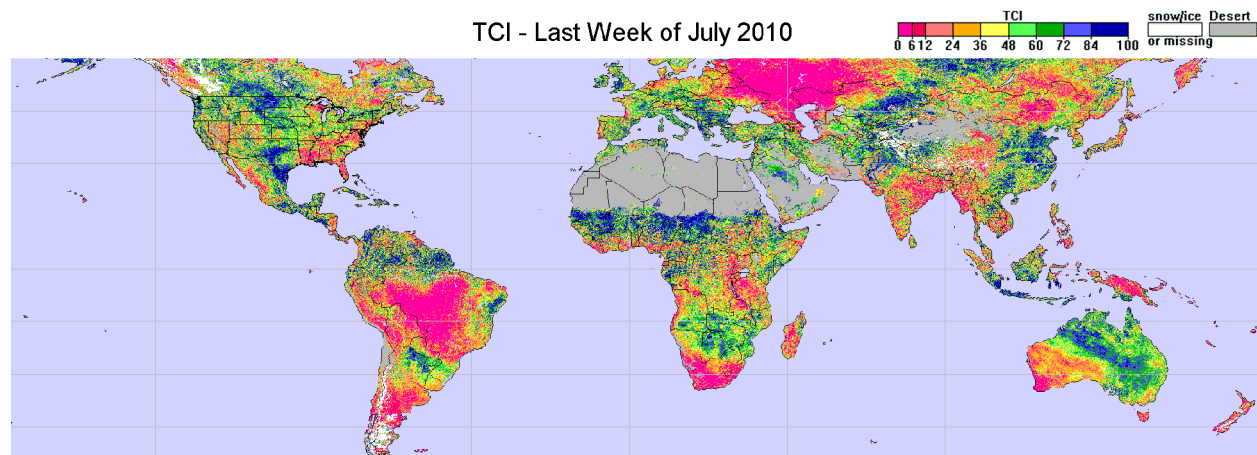 TCI - Last Week of July 2010
TCI
0 6 12 24 36 48 60 72 84 100
snow/ice
or missing
Desert